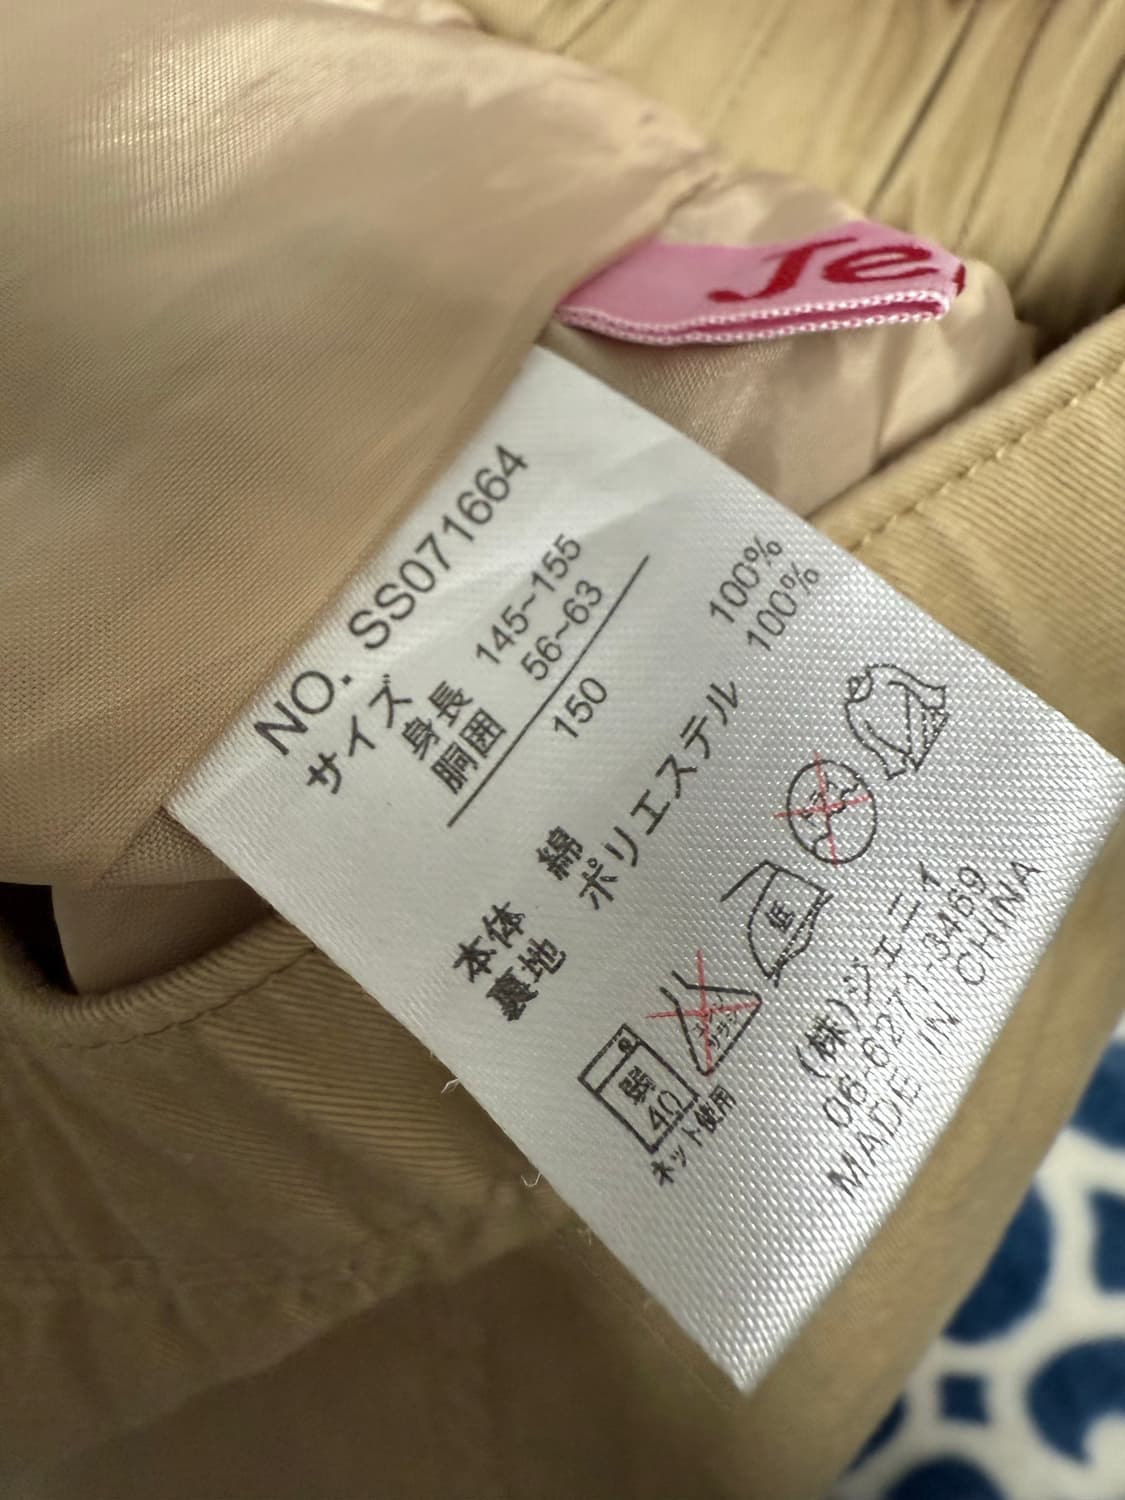 Je
NO. SS071664
サイズ
身長 145~155
胴囲 56~63
150
本体 綿 100%
裏地 ポリエステル 100%
弱
40
ネット使用
低
(株)ジェニイ
06-6271-3469
MADE IN CHINA